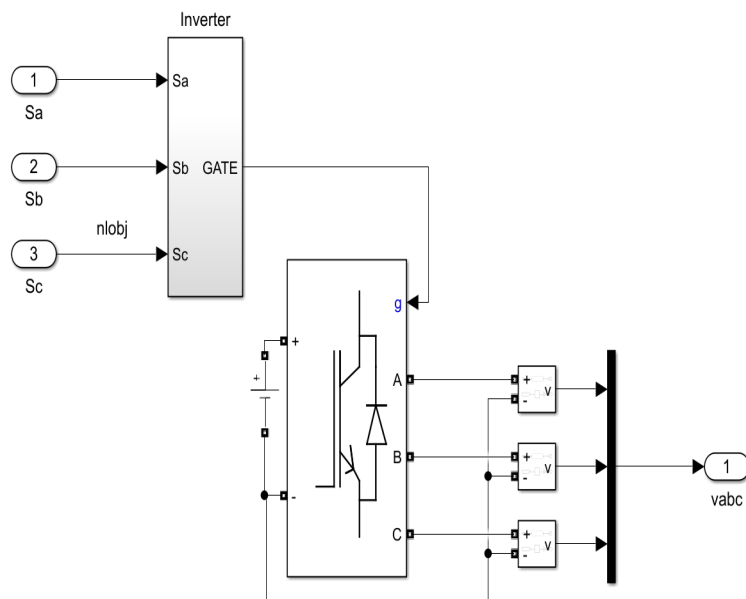 Inverter
1
Sa
Sa
2
Sb
Sb
GATE
nlobj
3
Sc
Sc
g
+
+
A
+
v
-
B
+
v
-
1
vabc
-
C
+
v
-